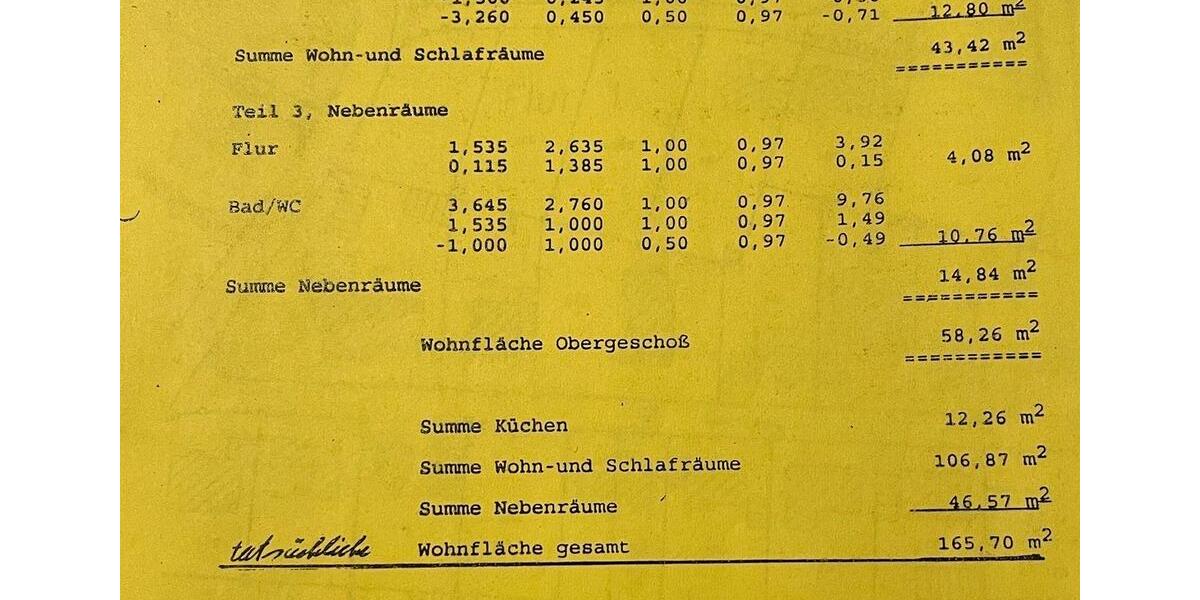 -3,260 0,450 0,50 0,97 -0,71 12,80 m²
Summe Wohn-und Schlafräume 43,42 m²
===========
Teil 3, Nebenräume
Flur 1,535 2,635 1,00 0,97 3,92
0,115 1,385 1,00 0,97 0,15 4,08 m²
Bad/WC 3,645 2,760 1,00 0,97 9,76
1,535 1,000 1,00 0,97 1,49
-1,000 1,000 0,50 0,97 -0,49 10,76 m²
Summe Nebenräume 14,84 m²
===========
Wohnfläche Obergeschoß 58,26 m²
===========
Summe Küchen 12,26 m²
Summe Wohn-und Schlafräume 106,87 m²
Summe Nebenräume 46,57 m²
tatsächliche Wohnfläche gesamt 165,70 m²